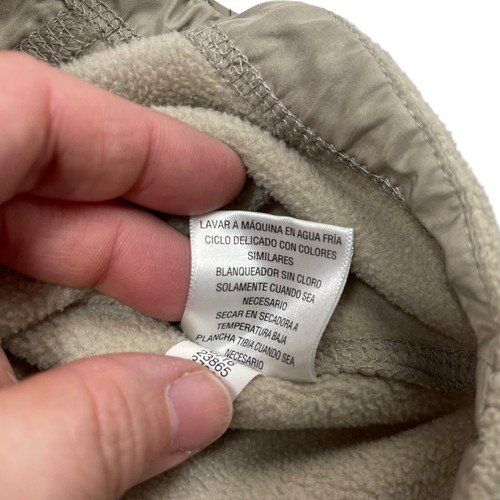 LAVAR A MÁQUINA EN AGUA FRÍA
CICLO DELICADO CON COLORES
SIMILARES
BLANQUEADOR SIN CLORO
SOLAMENTE CUANDO SEA
NECESARIO
SECAR EN SECADORA A
TEMPERATURA BAJA
PLANCHA TIBIA CUANDO SEA
NECESARIO
23865